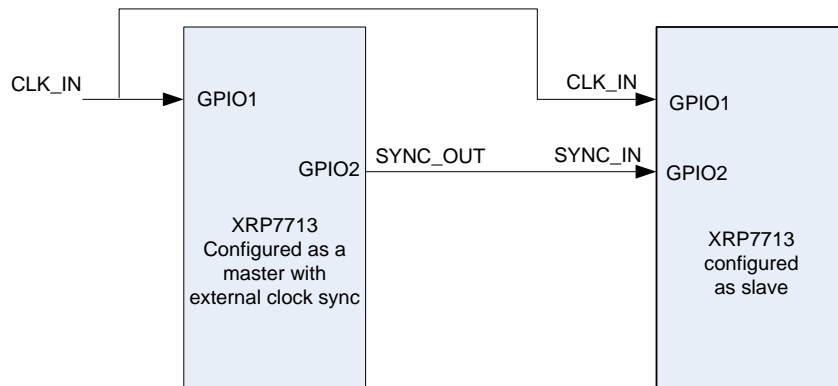 CLK_IN
GPIO1
CLK_IN
GPIO1
GPIO2
SYNC_OUT
SYNC_IN
GPIO2
XRP7713
Configured as a
master with
external clock sync
XRP7713
configured
as slave